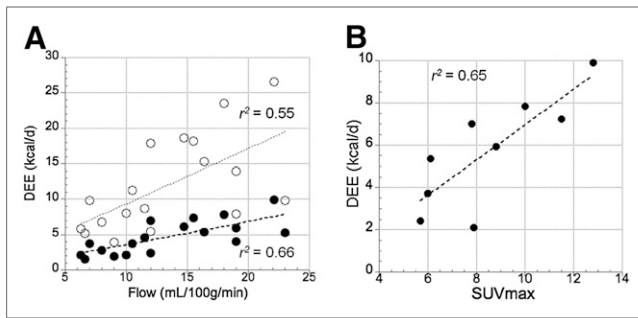 A
30
25
20
15
10
5
0
5
10
15
20
25
DEE (kcal/d)
Flow (mL/100g/min)
r² = 0.55
r² = 0.66
B
10
8
6
4
2
0
4
6
8
10
12
14
DEE (kcal/d)
SUVmax
r² = 0.65